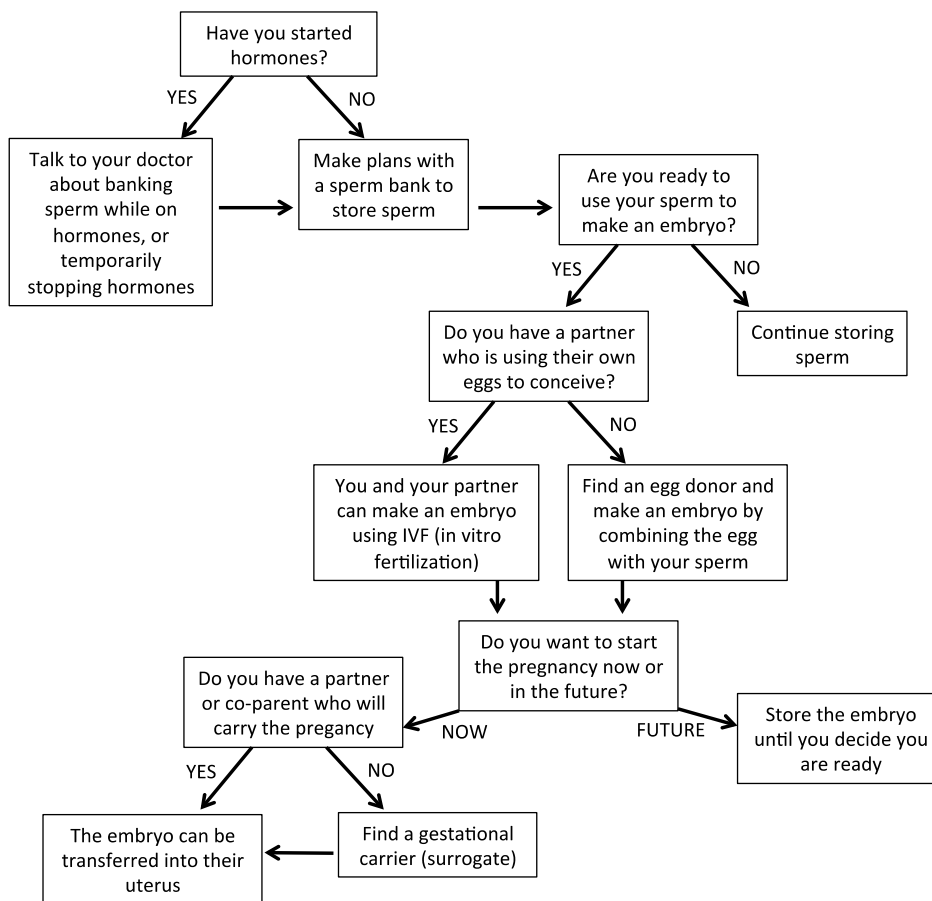 Have you started
hormones?
YES
NO
Talk to your doctor
about banking
sperm while on
hormones, or
temporarily
stopping hormones
Make plans with
a sperm bank to
store sperm
Are you ready to
use your sperm to
make an embryo?
YES
NO
Do you have a partner
who is using their own
eggs to conceive?
Continue storing
sperm
YES
NO
You and your partner
can make an embryo
using IVF (in vitro
fertilization)
Find an egg donor and
make an embryo by
combining the egg
with your sperm
Do you want to start
the pregnancy now or
in the future?
Do you have a partner
or co-parent who will
carry the pregancy
NOW
FUTURE
Store the embryo
until you decide you
are ready
YES
NO
The embryo can be
transferred into their
uterus
Find a gestational
carrier (surrogate)